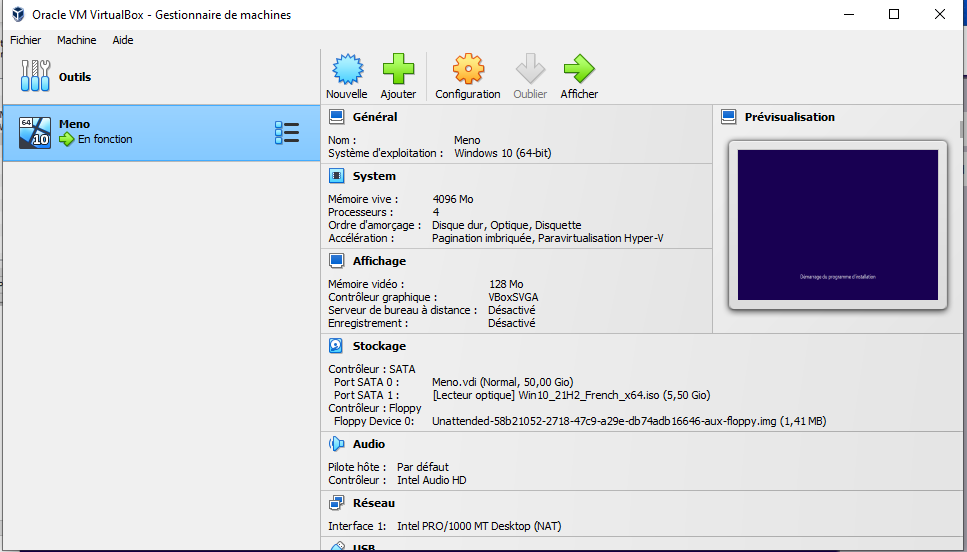 Oracle VM VirtualBox - Gestionnaire de machines
Fichier Machine Aide
Outils
Nouvelle Ajouter Configuration Oublier Afficher
64
10
Meno
En fonction
Général
Nom : Meno
Système d'exploitation : Windows 10 (64-bit)
Prévisualisation
Démarrage du programme d'installation
System
Mémoire vive : 4096 Mo
Processeurs : 4
Ordre d'amorçage : Disque dur, Optique, Disquette
Accélération : Pagination imbriquée, Paravirtualisation Hyper-V
Affichage
Mémoire vidéo : 128 Mo
Contrôleur graphique : VBoxSVGA
Serveur de bureau à distance : Désactivé
Enregistrement : Désactivé
Stockage
Contrôleur : SATA
Port SATA 0 : Meno.vdi (Normal, 50,00 Gio)
Port SATA 1 : [Lecteur optique] Win10_21H2_French_x64.iso (5,50 Gio)
Contrôleur : Floppy
Floppy Device 0: Unattended-58b21052-2718-47c9-a29e-db74adb16646-aux-floppy.img (1,41 MB)
Audio
Pilote hôte : Par défaut
Contrôleur : Intel Audio HD
Réseau
Interface 1: Intel PRO/1000 MT Desktop (NAT)
USB